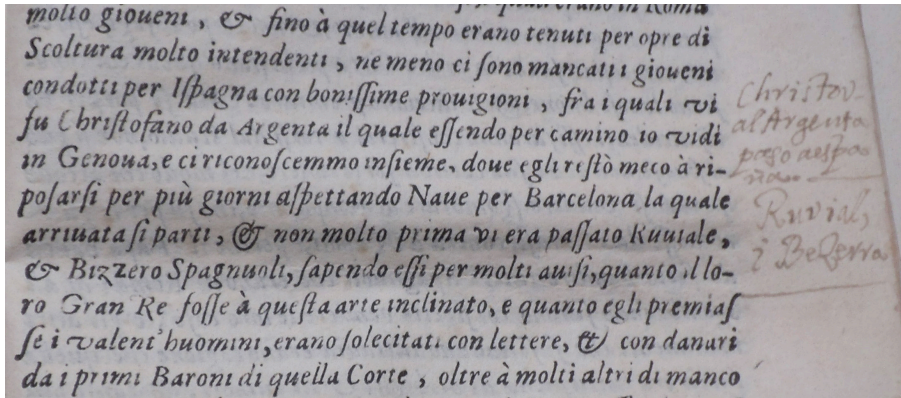 molto gioueni, & fino à quel tempo erano tenuti per opre di
Scoltura molto intendenti, ne meno ci sono mancati i gioueni
condotti per Ispagna con bonissime prouigioni, fra i quali vi
fu Christofano da Argenta il quale essendo per camino io vidi
in Genoua, e ci riconoscemmo insieme, doue egli restò meco à ri-
posarsi per più giorni aspettando Naue per Barcelona la quale
arriuata si parti, & non molto prima vi era passato Ruuiale,
& Bizzero Spagnuoli, sapendo essi per molti auisi, quanto il lo-
ro Gran Re fosse à questa arte inclinato, e quanto egli premias
se i valent'huomini, erano solecitati con lettere, & con danari
da i primi Baroni di quella Corte, oltre à molti altri di manco
Christov-
al Argenta
paso aespa
ña.
Ruvial,
i BeZerra